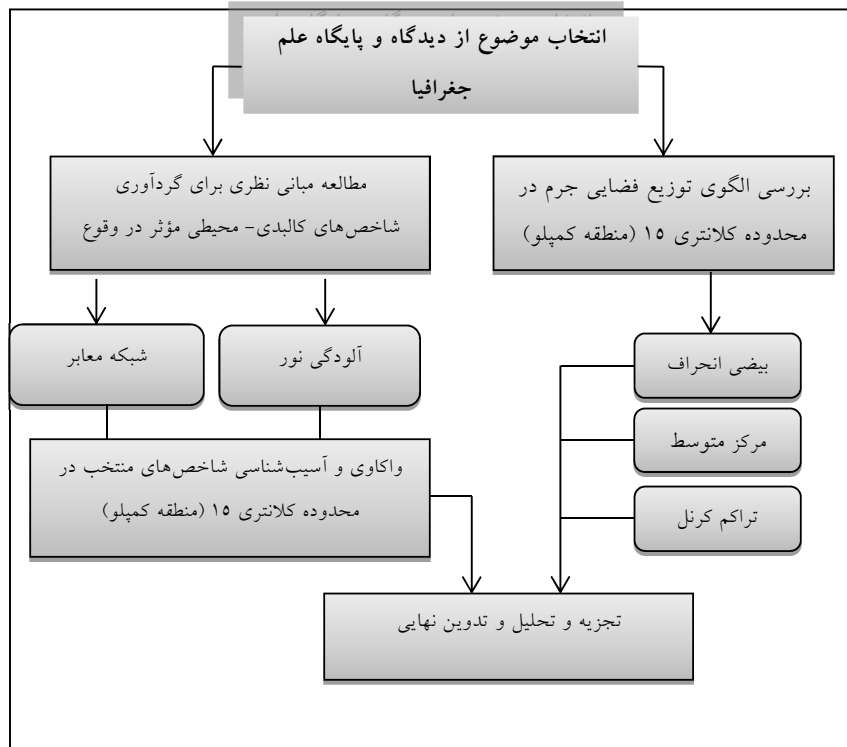 انتخاب موضوع از دیدگاه و پایگاه علم
جغرافیا
بررسی الگوی توزیع فضایی جرم در
محدوده کلانتری ۱۵ (منطقه کمپلو)
مطالعه مبانی نظری برای گردآوری
شاخص‌های کالبدی- محیطی مؤثر در وقوع
بیضی انحراف
مرکز متوسط
تراکم کرنل
آلودگی نور
شبکه معابر
واکاوی و آسیب‌شناسی شاخص‌های منتخب در
محدوده کلانتری ۱۵ (منطقه کمپلو)
تجزیه و تحلیل و تدوین نهایی